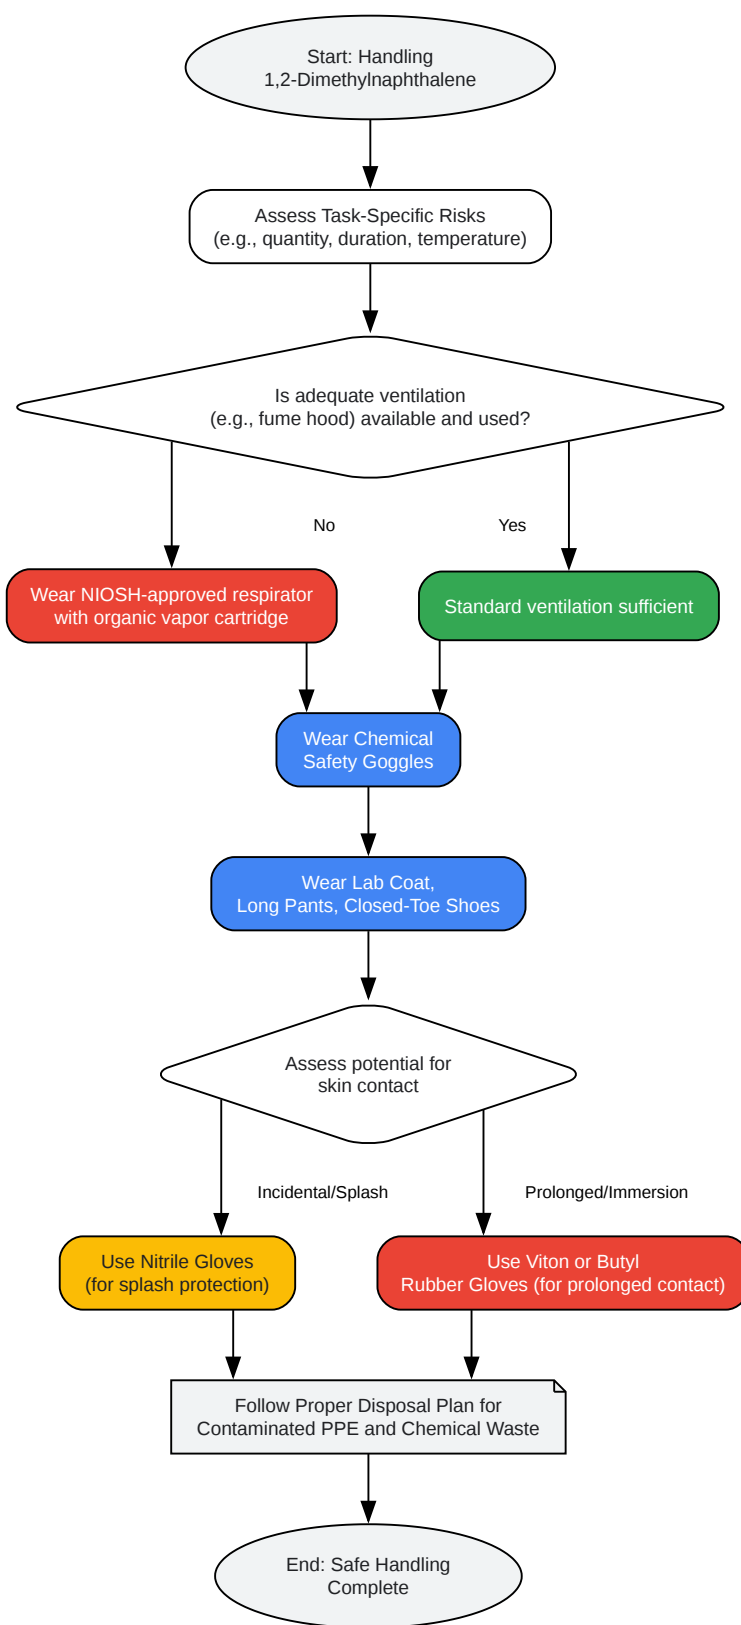 Start: Handling
1,2-Dimethylnaphthalene
Assess Task-Specific Risks
(e.g., quantity, duration, temperature)
Is adequate ventilation
(e.g., fume hood) available and used?
No
Yes
Wear NIOSH-approved respirator
with organic vapor cartridge
Standard ventilation sufficient
Wear Chemical
Safety Goggles
Wear Lab Coat,
Long Pants, Closed-Toe Shoes
Assess potential for
skin contact
Incidental/Splash
Prolonged/Immersion
Use Nitrile Gloves
(for splash protection)
Use Viton or Butyl
Rubber Gloves (for prolonged contact)
Follow Proper Disposal Plan for
Contaminated PPE and Chemical Waste
End: Safe Handling
Complete